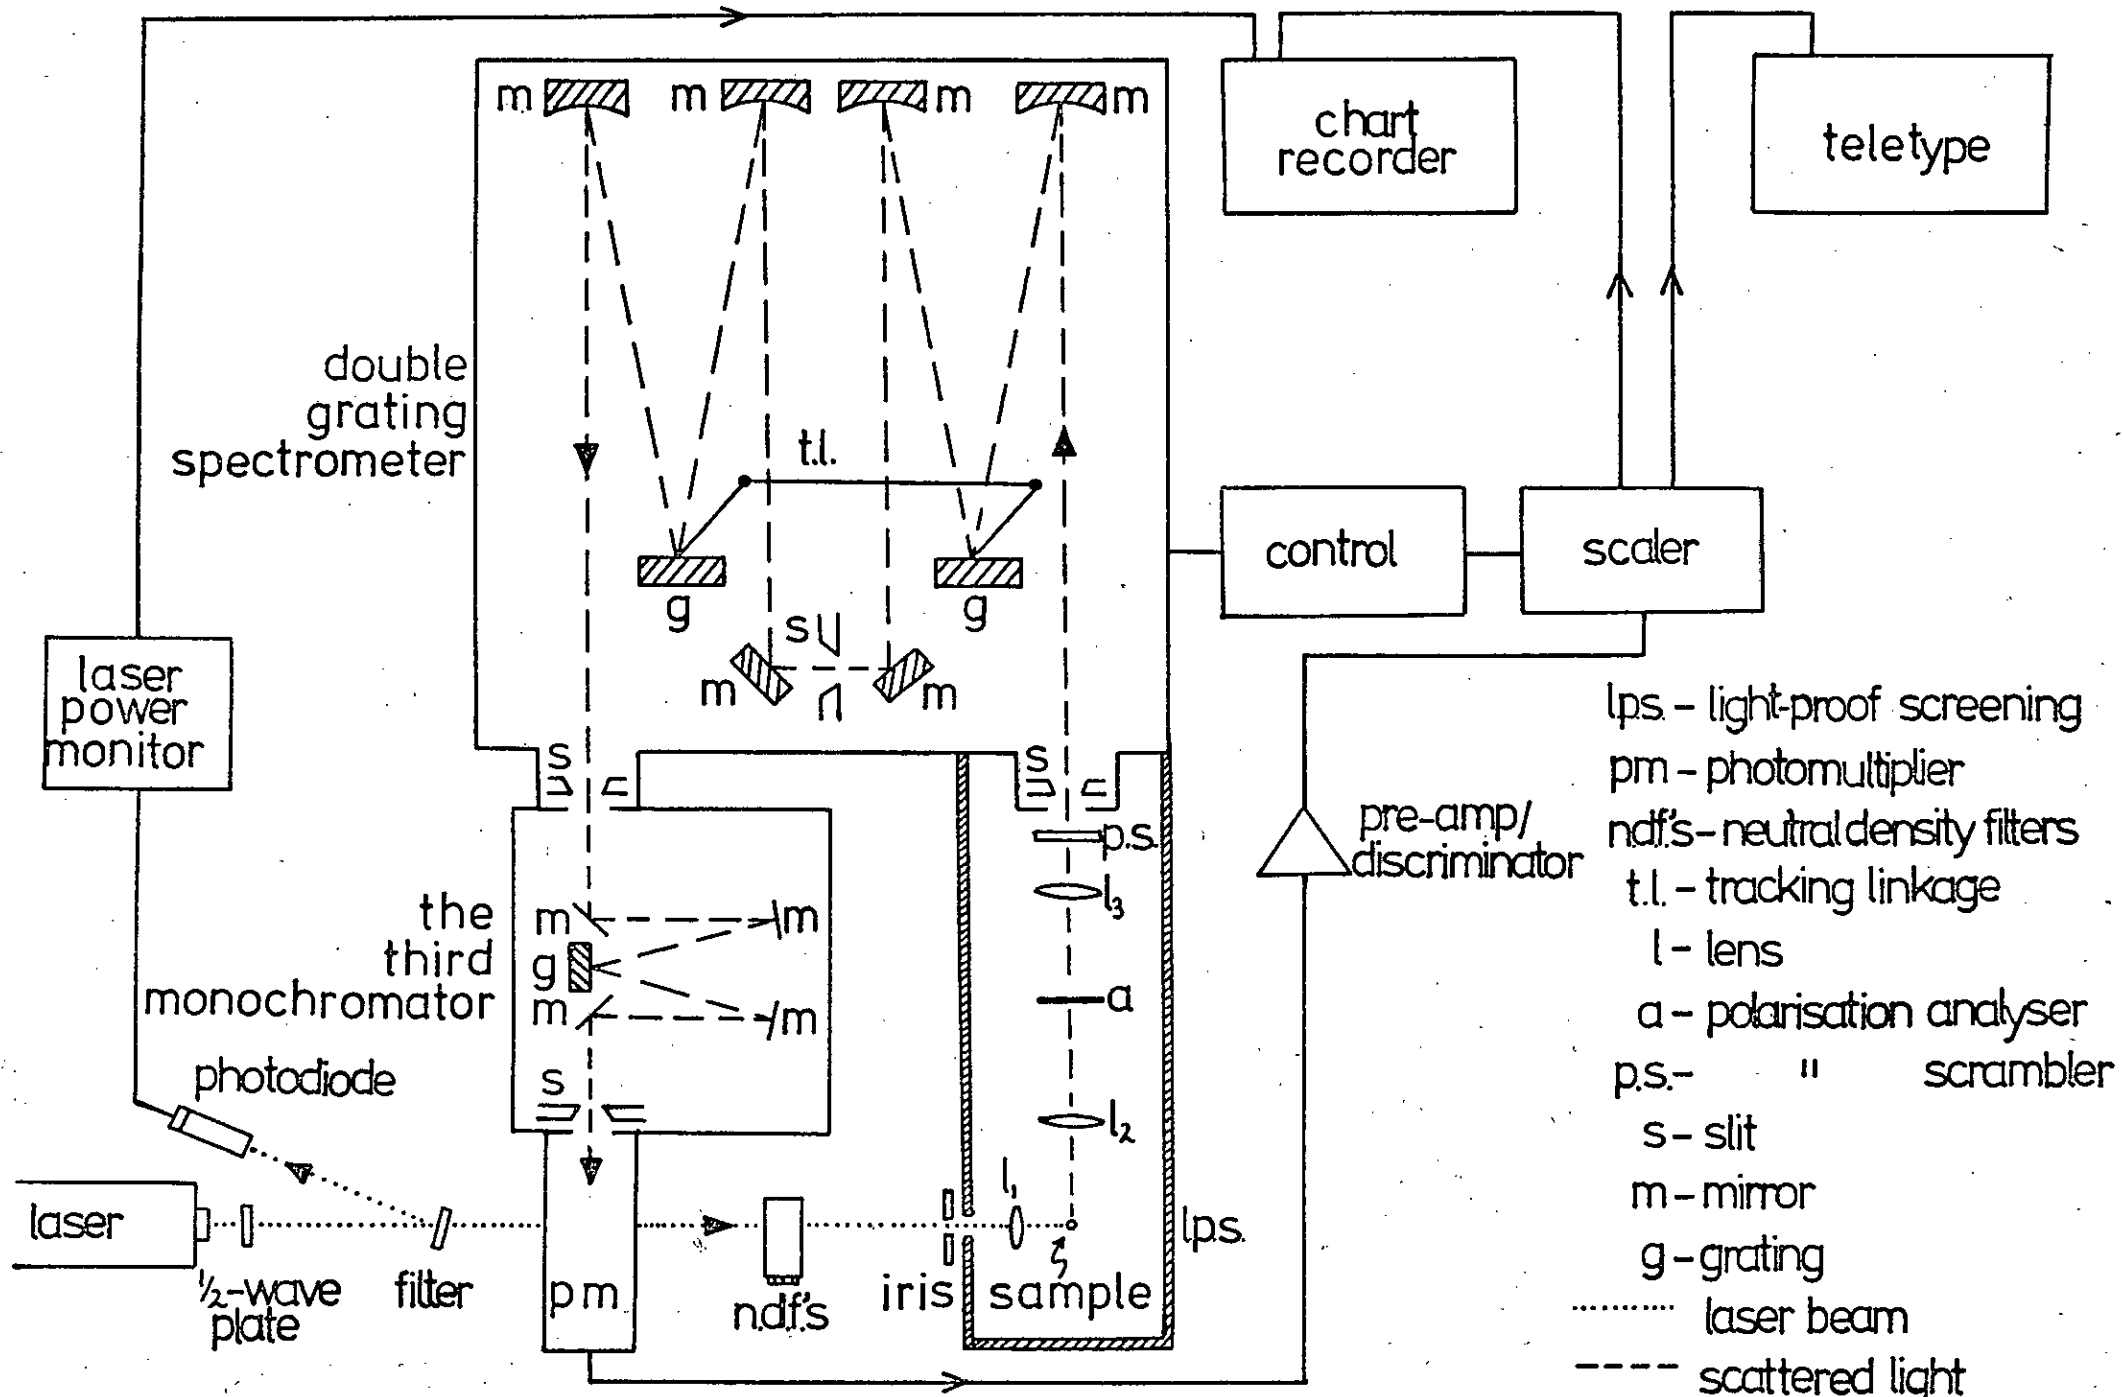 m
m
m
m
chart
recorder
teletype
double
grating
spectrometer
t.l.
g
g
control
scaler
s
m
m
laser
power
monitor
s
s
p.s.
l3
a
l2
the
third
monochromator
m
m
g
m
m
s
pre-amp/
discriminator
photodiode
laser
½-wave
plate
filter
pm
n.d.f.'s
iris
l1
sample
l.p.s.
l.p.s. – light-proof screening
pm – photomultiplier
n.d.f.'s – neutral density filters
t.l. – tracking linkage
l – lens
a – polarisation analyser
p.s. – " scrambler
s – slit
m – mirror
g – grating
laser beam
scattered light